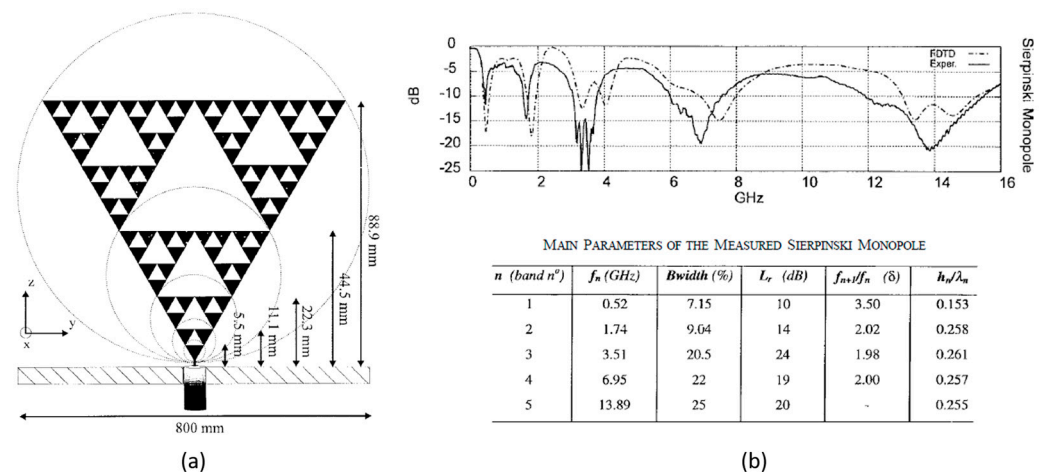 z
y
x
5.5 mm
11.1 mm
22.3 mm
44.5 mm
88.9 mm
800 mm
(a)
0
-5
-10
-15
-20
-25
dB
FDTD
Exper.
Sierpinski Monopole
0 2 4 6 8 10 12 14 16
GHz
MAIN PARAMETERS OF THE MEASURED SIERPINSKI MONOPOLE
n (band nº) fn (GHz) Bwidth (%) Lr (dB) fn+1/fn (δ) hn/λn
1 0.52 7.15 10 3.50 0.153
2 1.74 9.04 14 2.02 0.258
3 3.51 20.5 24 1.98 0.261
4 6.95 22 19 2.00 0.257
5 13.89 25 20 - 0.255
(b)